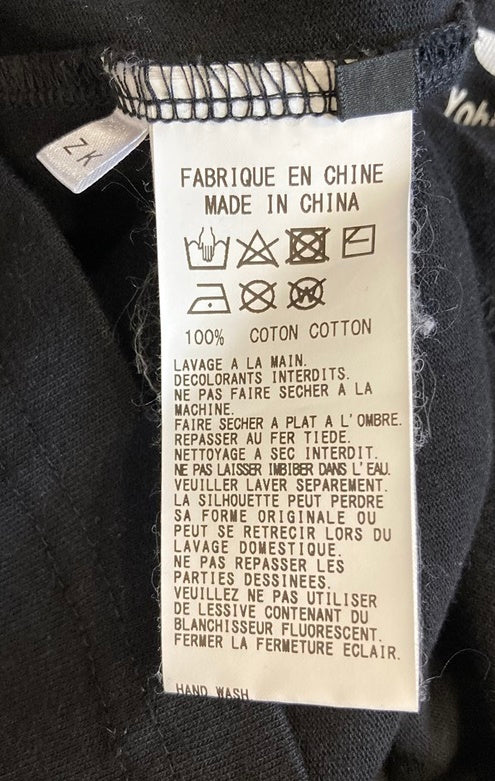 ZK
Yoh
FABRIQUE EN CHINE
MADE IN CHINA
100% COTON COTTON
LAVAGE A LA MAIN.
DECOLORANTS INTERDITS.
NE PAS FAIRE SECHER A LA
MACHINE.
FAIRE SECHER A PLAT A L'OMBRE.
REPASSER AU FER TIEDE.
NETTOYAGE A SEC INTERDIT.
NE PAS LAISSER IMBIBER DANS L'EAU.
VEUILLER LAVER SEPAREMENT.
LA SILHOUETTE PEUT PERDRE
SA FORME ORIGINALE OU
PEUT SE RETRECIR LORS DU
LAVAGE DOMESTIQUE.
NE PAS REPASSER LES
PARTIES DESSINEES.
VEUILLEZ NE PAS UTILISER
DE LESSIVE CONTENANT DU
BLANCHISSEUR FLUORESCENT.
FERMER LA FERMETURE ECLAIR.
HAND WASH